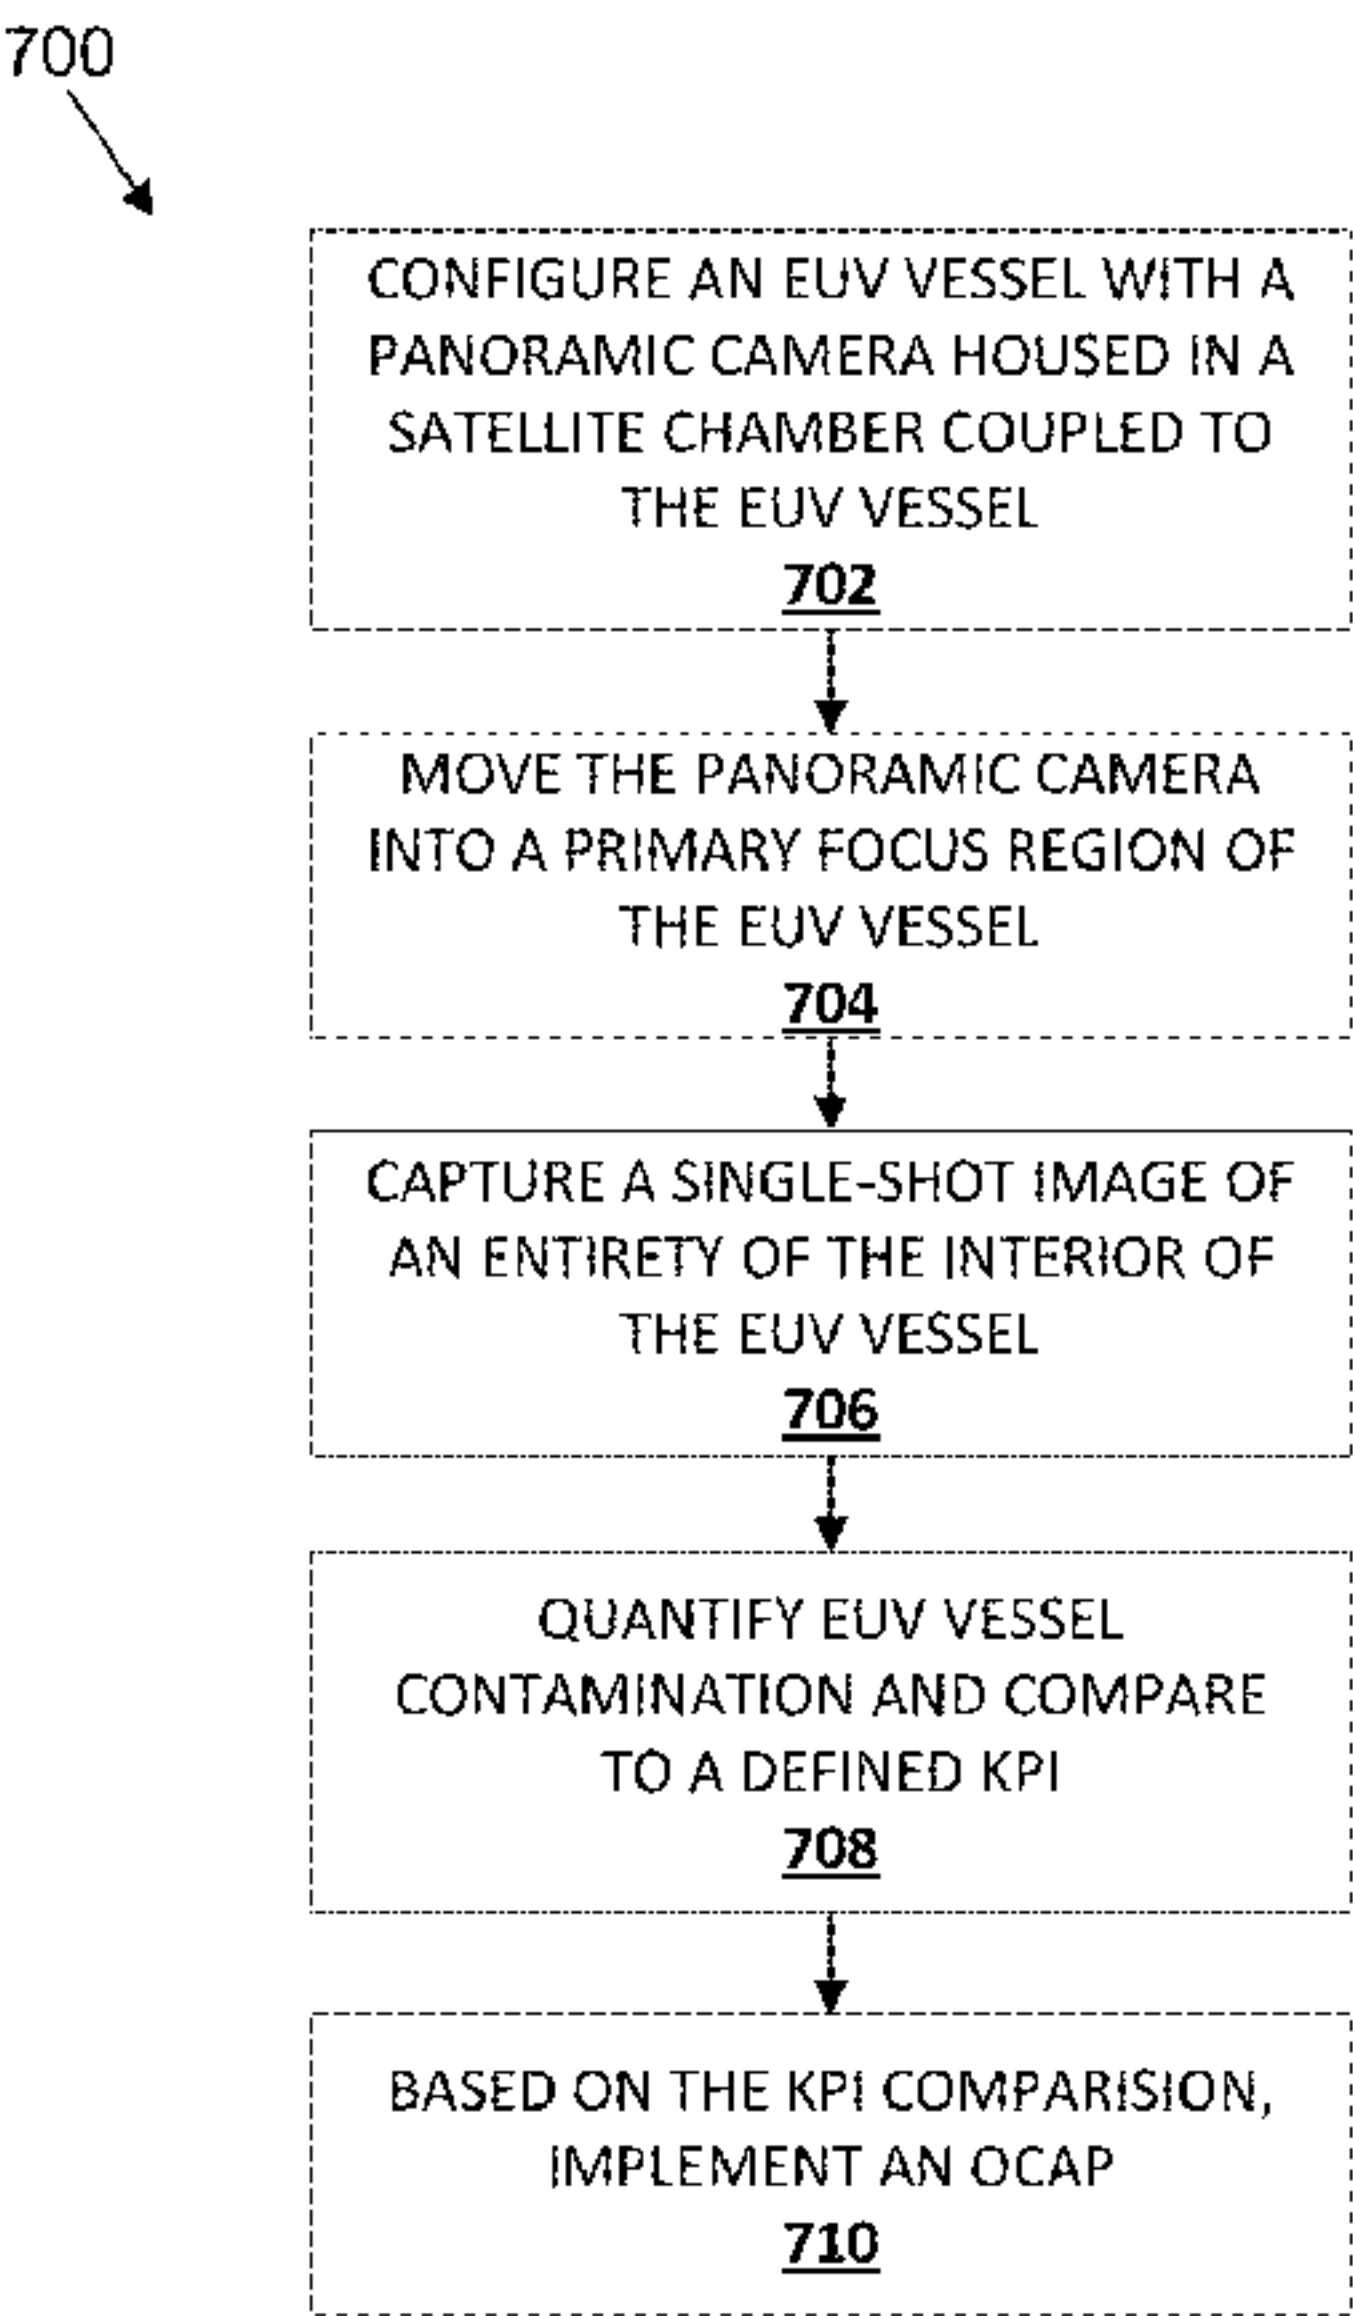 700
CONFIGURE AN EUV VESSEL WITH A
PANORAMIC CAMERA HOUSED IN A
SATELLITE CHAMBER COUPLED TO
THE EUV VESSEL
702
MOVE THE PANORAMIC CAMERA
INTO A PRIMARY FOCUS REGION OF
THE EUV VESSEL
704
CAPTURE A SINGLE-SHOT IMAGE OF
AN ENTIRETY OF THE INTERIOR OF
THE EUV VESSEL
706
QUANTIFY EUV VESSEL
CONTAMINATION AND COMPARE
TO A DEFINED KPI
708
BASED ON THE KPI COMPARISION,
IMPLEMENT AN OCAP
710